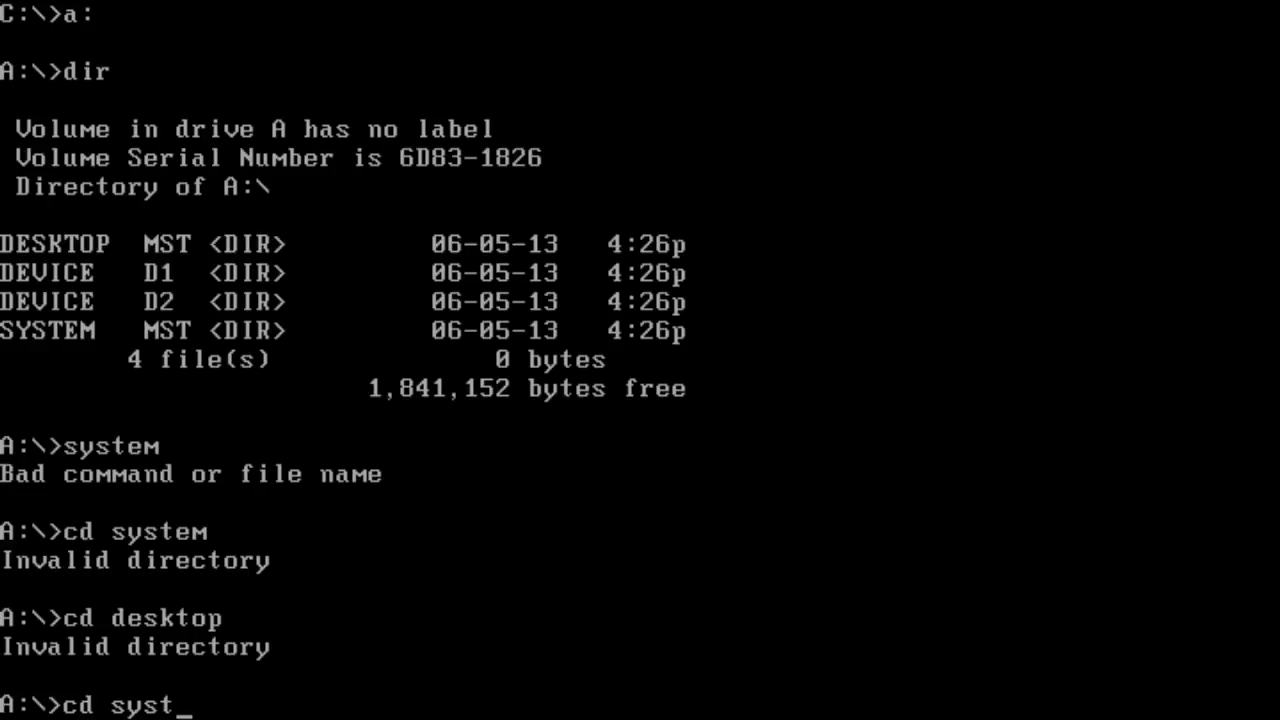 C:\>a:
A:\>dir
Volume in drive A has no label
Volume Serial Number is 6D83-1826
Directory of A:\
DESKTOP  MST <DIR>         06-05-13   4:26p
DEVICE   D1  <DIR>         06-05-13   4:26p
DEVICE   D2  <DIR>         06-05-13   4:26p
SYSTEM   MST <DIR>         06-05-13   4:26p
4 file(s)              0 bytes
1,841,152 bytes free
A:\>system
Bad command or file name
A:\>cd system
Invalid directory
A:\>cd desktop
Invalid directory
A:\>cd syst_